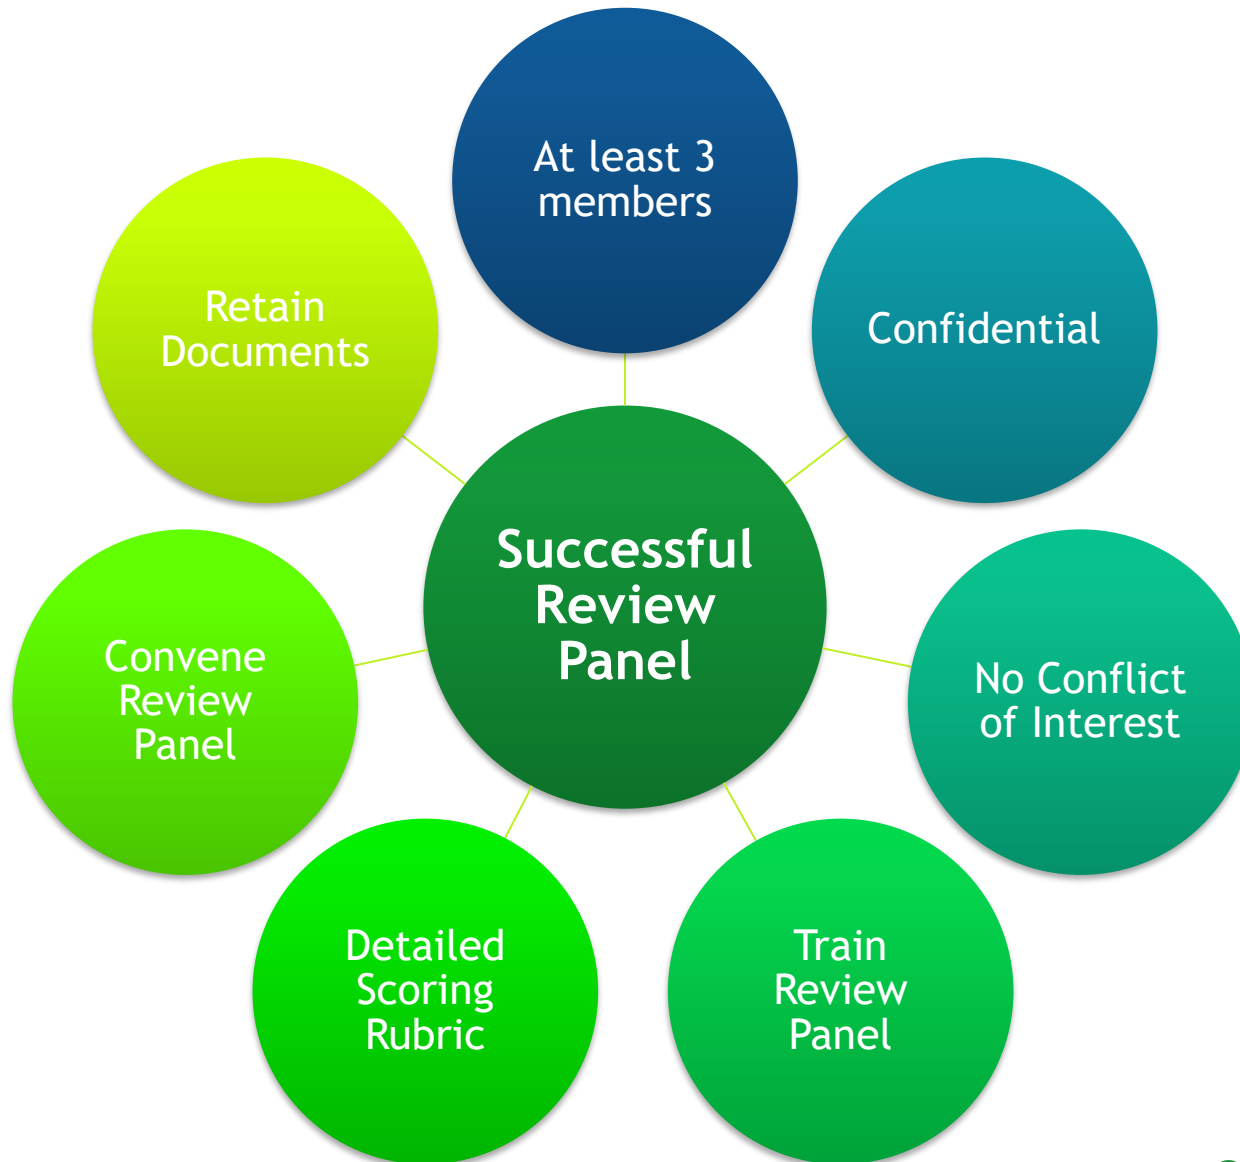 At least 3
members
Confidential
No Conflict
of Interest
Train
Review
Panel
Detailed
Scoring
Rubric
Convene
Review
Panel
Retain
Documents
Successful
Review
Panel